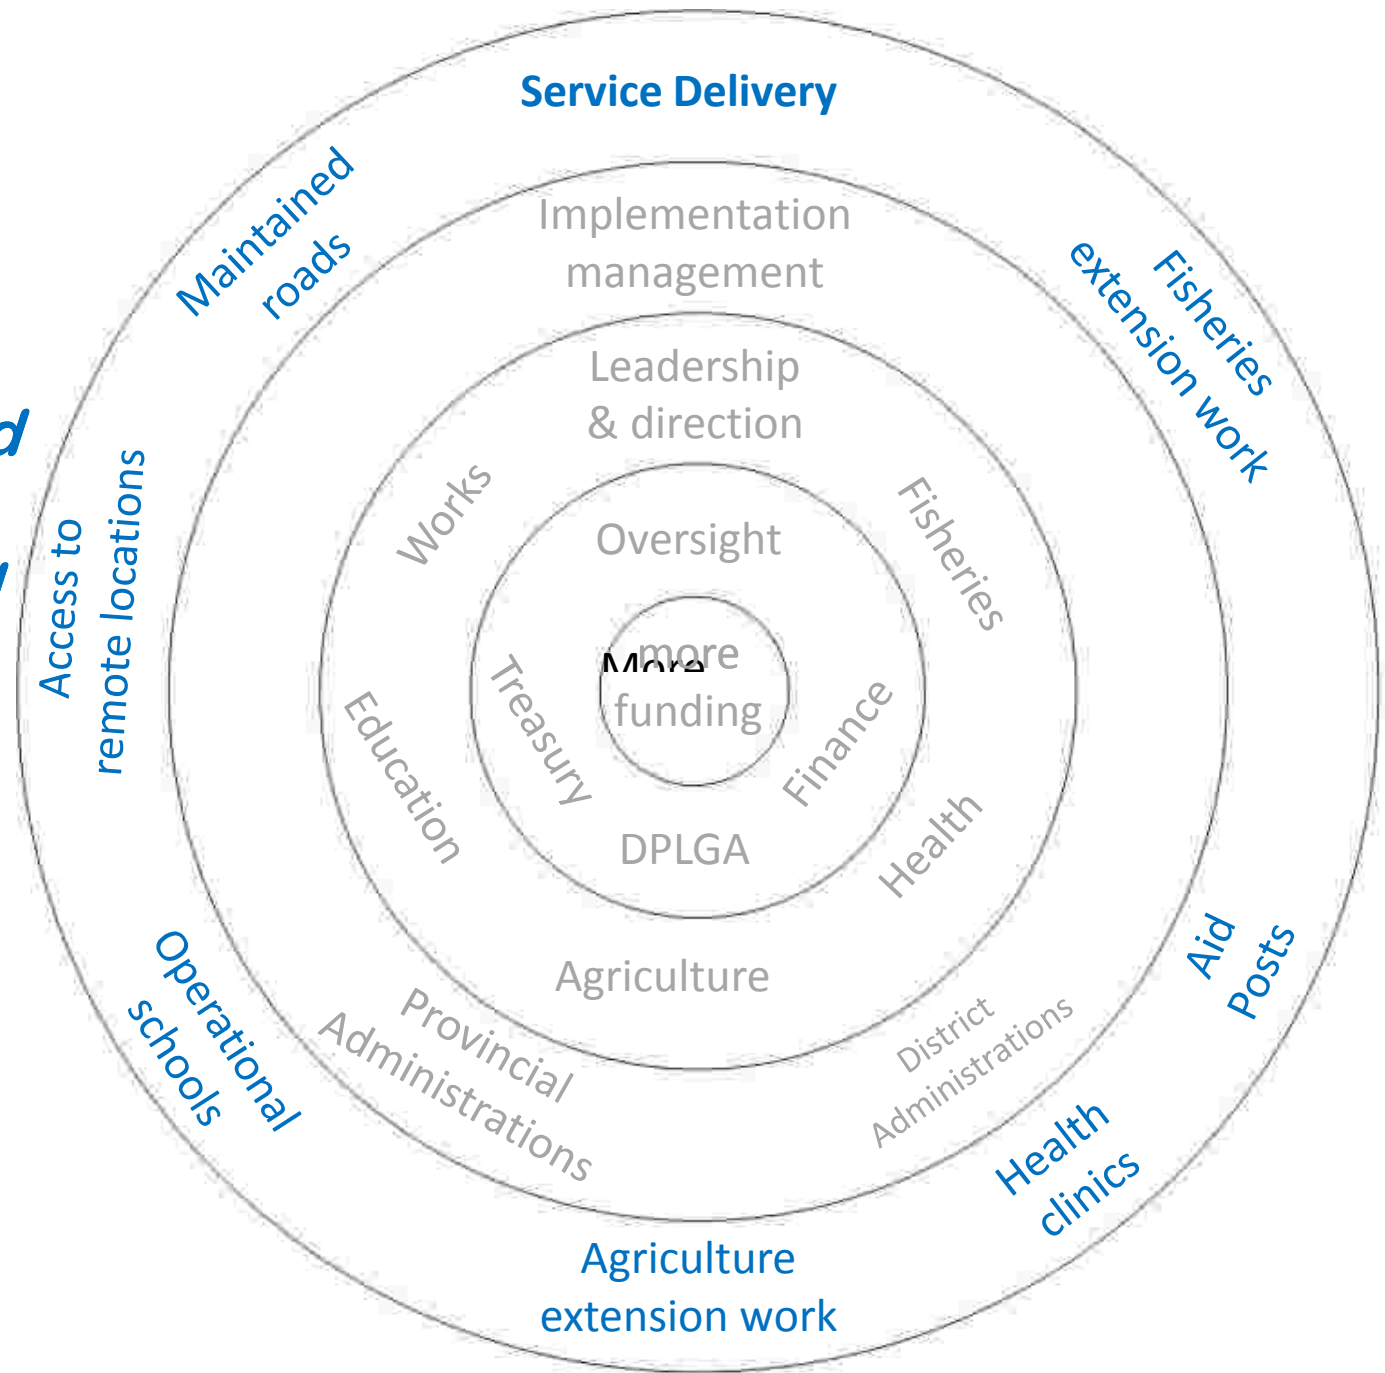 Service Delivery
Maintained
roads
Fisheries
extension work
Access to
remote locations
Aid
Posts
Operational
schools
Health
clinics
Agriculture
extension work
Implementation
management
Provincial
Administrations
District
Administrations
Leadership
& direction
Works
Fisheries
Education
Health
Agriculture
Oversight
Treasury
Finance
DPLGA
More
more
funding